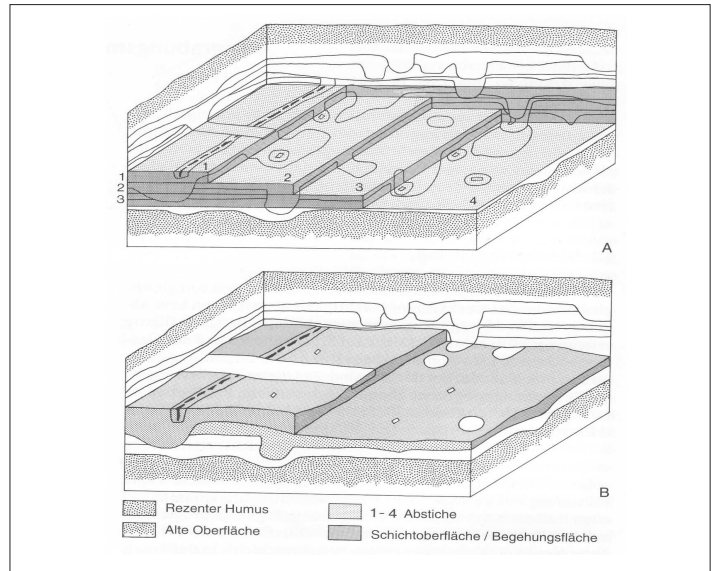 1
1
2
2
3
3
4
A
B
Rezenter Humus
1-4 Abstiche
Alte Oberfläche
Schichtoberfläche / Begehungsfläche